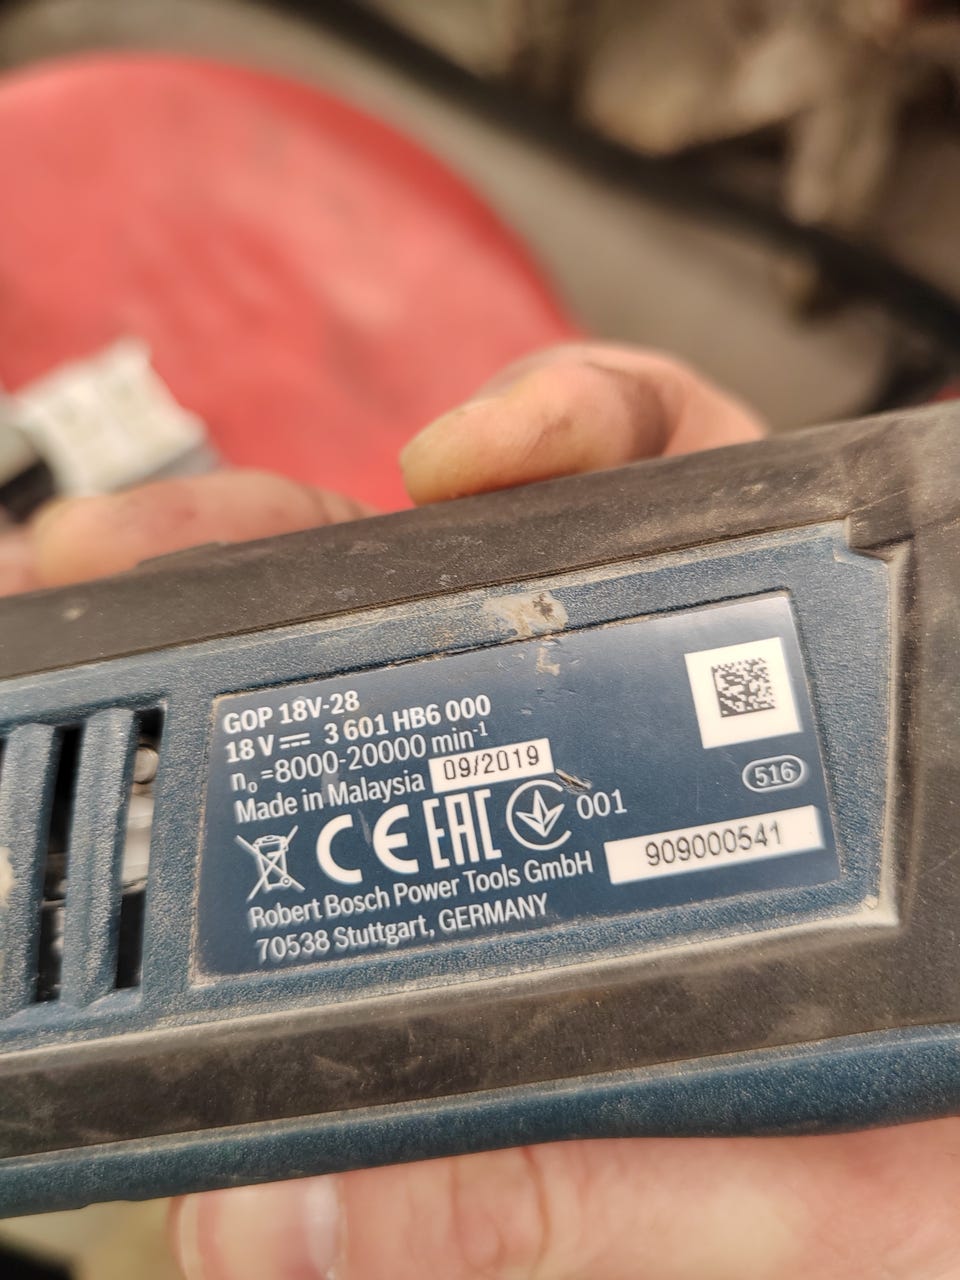 GOP 18V-28
18 V⎓ 3 601 HB6 000
n₀=8000-20000 min⁻¹
Made in Malaysia 09/2019
516
CE EAC 001
909000541
Robert Bosch Power Tools GmbH
70538 Stuttgart, GERMANY